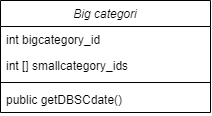 Big categori
int bigcategory_id
int [] smallcategory_ids
public getDBSCdate()